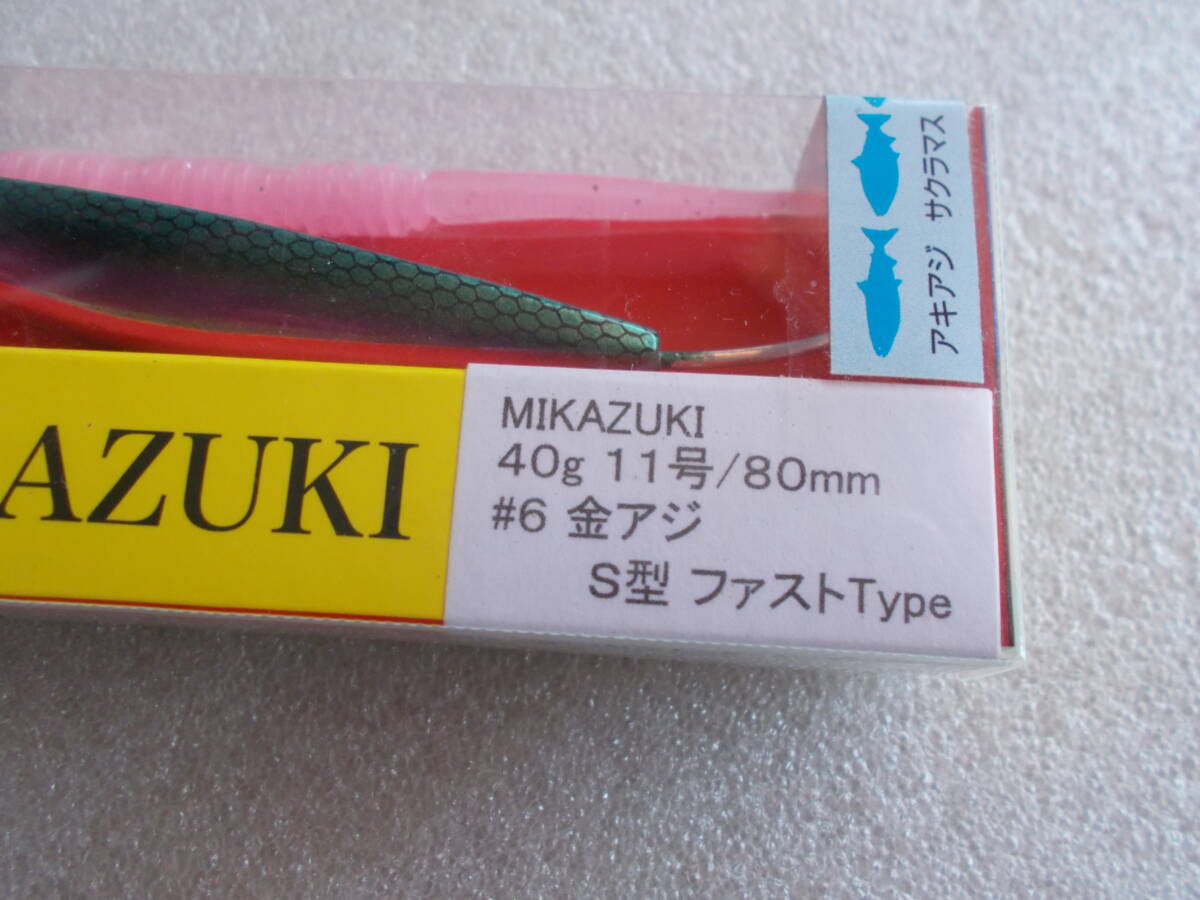 アキアジ サクラマス
AZUKI
MIKAZUKI
40g 11号/80mm
#6 金アジ
S型 ファストType